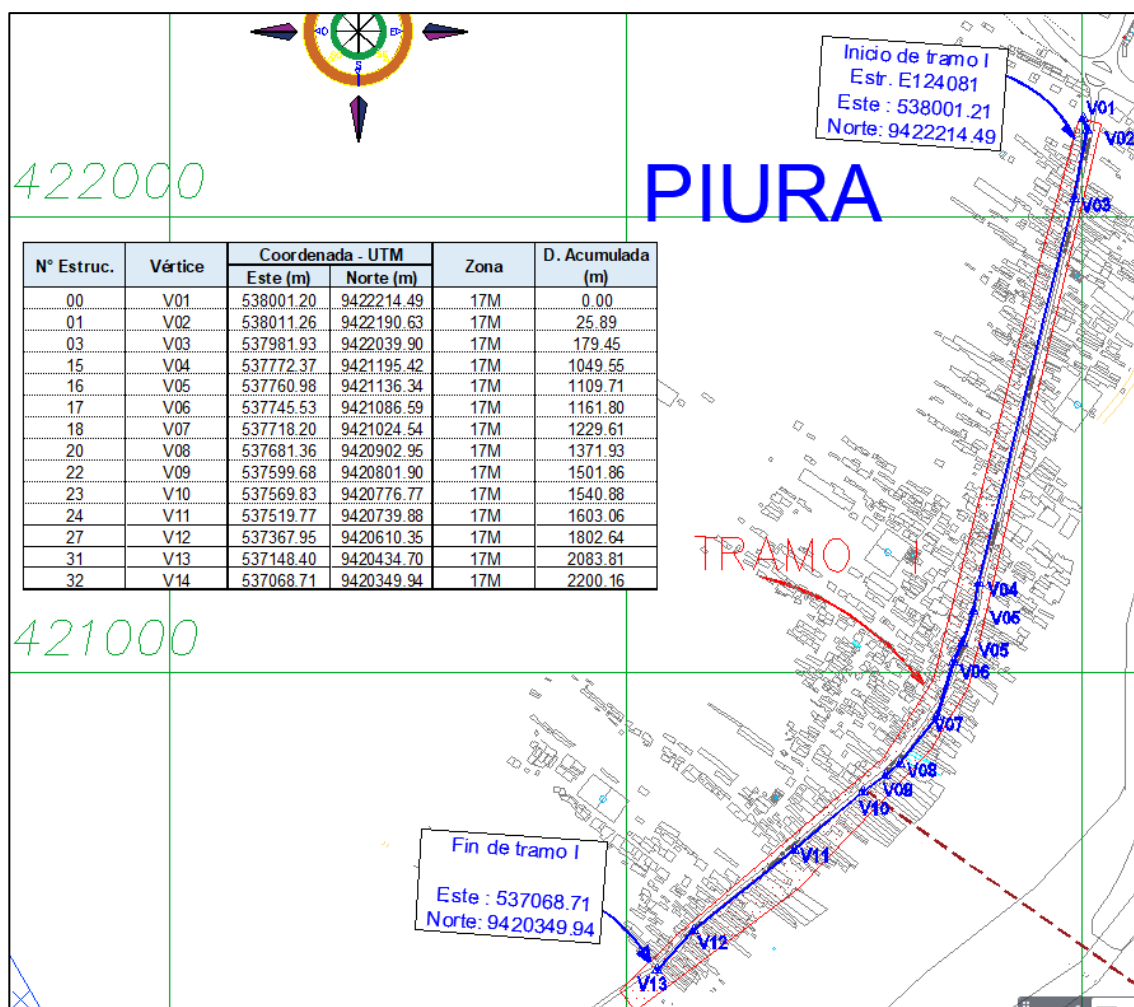 O E
S
Inicio de tramo I
Estr. E124081
Este : 538001.21
Norte: 9422214.49
V01
V02
422000
PIURA
V03
N° Estruc. Vértice Coordenada - UTM Zona D. Acumulada (m)
Este (m) Norte (m)
00 V01 538001.20 9422214.49 17M 0.00
01 V02 538011.26 9422190.63 17M 25.89
03 V03 537981.93 9422039.90 17M 179.45
15 V04 537772.37 9421195.42 17M 1049.55
16 V05 537760.98 9421136.34 17M 1109.71
17 V06 537745.53 9421086.59 17M 1161.80
18 V07 537718.20 9421024.54 17M 1229.61
20 V08 537681.36 9420902.95 17M 1371.93
22 V09 537599.68 9420801.90 17M 1501.86
23 V10 537569.83 9420776.77 17M 1540.88
24 V11 537519.77 9420739.88 17M 1603.06
27 V12 537367.95 9420610.35 17M 1802.64
31 V13 537148.40 9420434.70 17M 2083.81
32 V14 537068.71 9420349.94 17M 2200.16
TRAMO I
V04
V05
421000
V05
V06
V07
V08
V09
V10
Fin de tramo I
Este : 537068.71
Norte: 9420349.94
V11
V12
V13